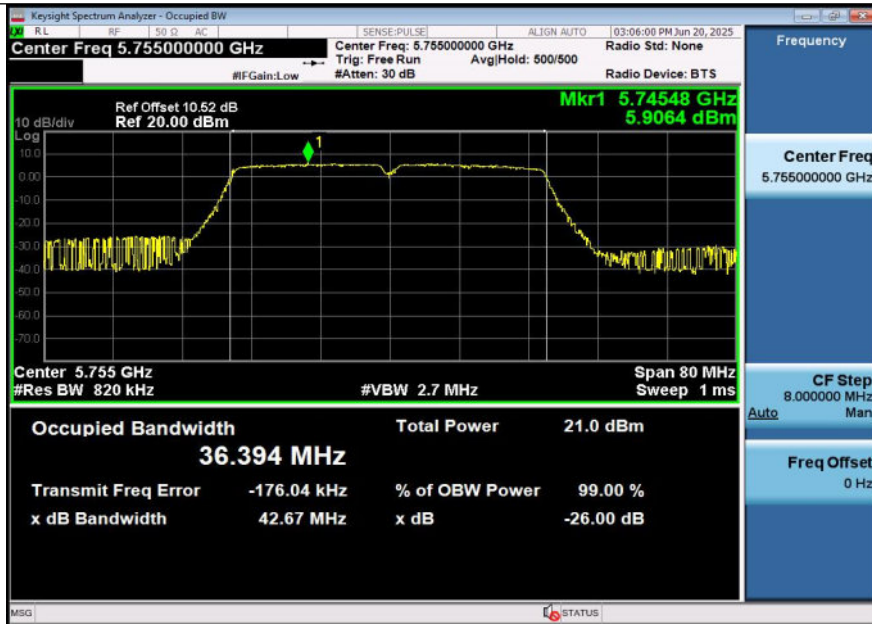 Keysight Spectrum Analyzer - Occupied BW
RL RF 50 Ω AC SENSE:PULSE ALIGN AUTO 03:06:00 PM Jun 20, 2025
Center Freq 5.755000000 GHz
Center Freq: 5.755000000 GHz
Radio Std: None
Trig: Free Run Avg|Hold: 500/500
#IFGain:Low
#Atten: 30 dB
Radio Device: BTS
Ref Offset 10.52 dB
Mkr1 5.74548 GHz
10 dB/div Ref 20.00 dBm
5.9064 dBm
Log
10.0
0.00
-10.0
-20.0
-30.0
-40.0
-50.0
-60.0
-70.0
1
Center 5.755 GHz
Span 80 MHz
#Res BW 820 kHz
#VBW 2.7 MHz
Sweep 1 ms
Occupied Bandwidth
36.394 MHz
Total Power 21.0 dBm
Transmit Freq Error -176.04 kHz
% of OBW Power 99.00 %
x dB Bandwidth 42.67 MHz
x dB -26.00 dB
MSG
STATUS
Frequency
Center Freq
5.755000000 GHz
CF Step
8.000000 MHz
Auto Man
Freq Offset
0 Hz